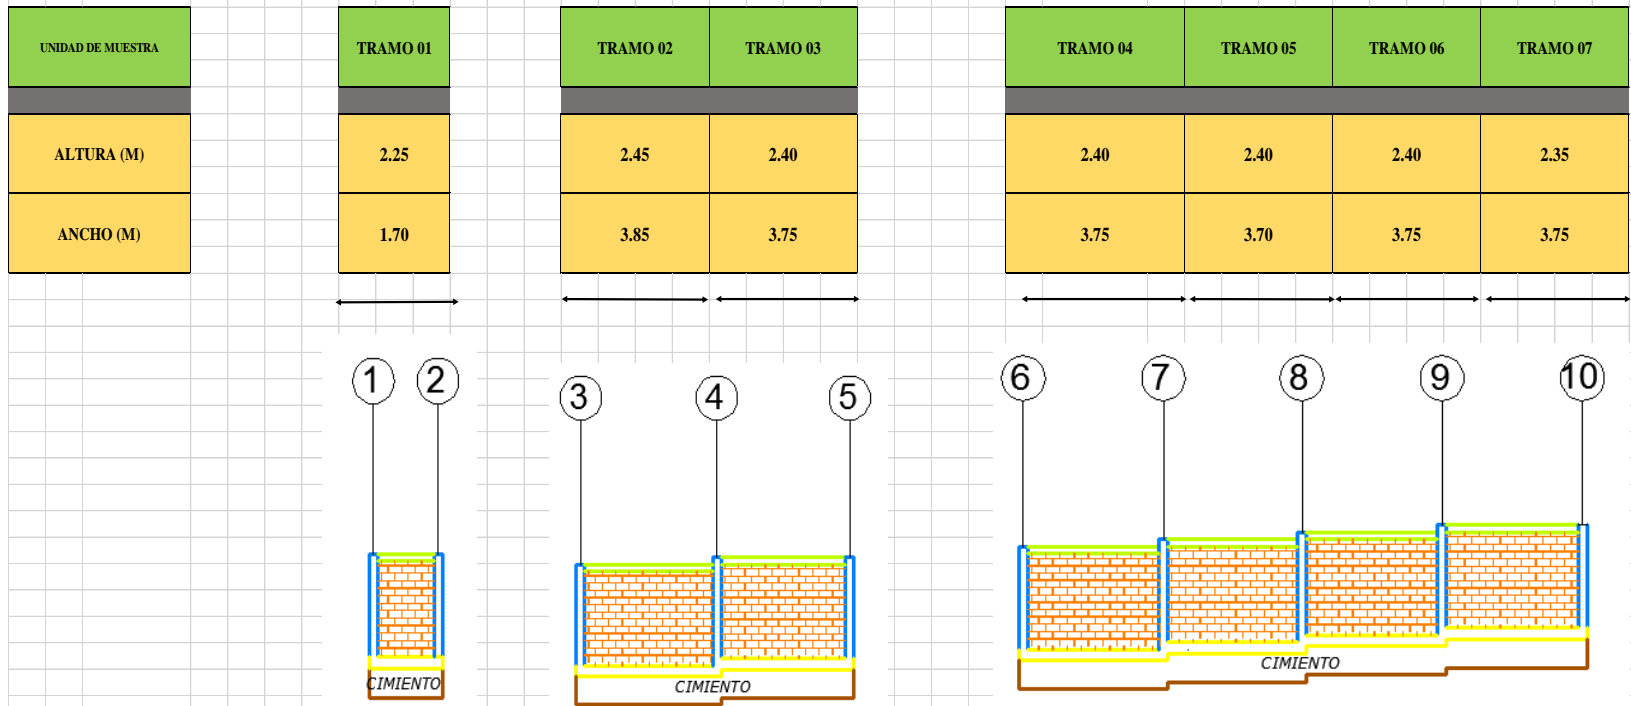 UNIDAD DE MUESTRA TRAMO 01 TRAMO 02 TRAMO 03 TRAMO 04 TRAMO 05 TRAMO 06 TRAMO 07
ALTURA (M) 2.25 2.45 2.40 2.40 2.40 2.40 2.35
ANCHO (M) 1.70 3.85 3.75 3.75 3.70 3.75 3.75
1 2 3 4 5 6 7 8 9 10
CIMIENTO CIMIENTO CIMIENTO